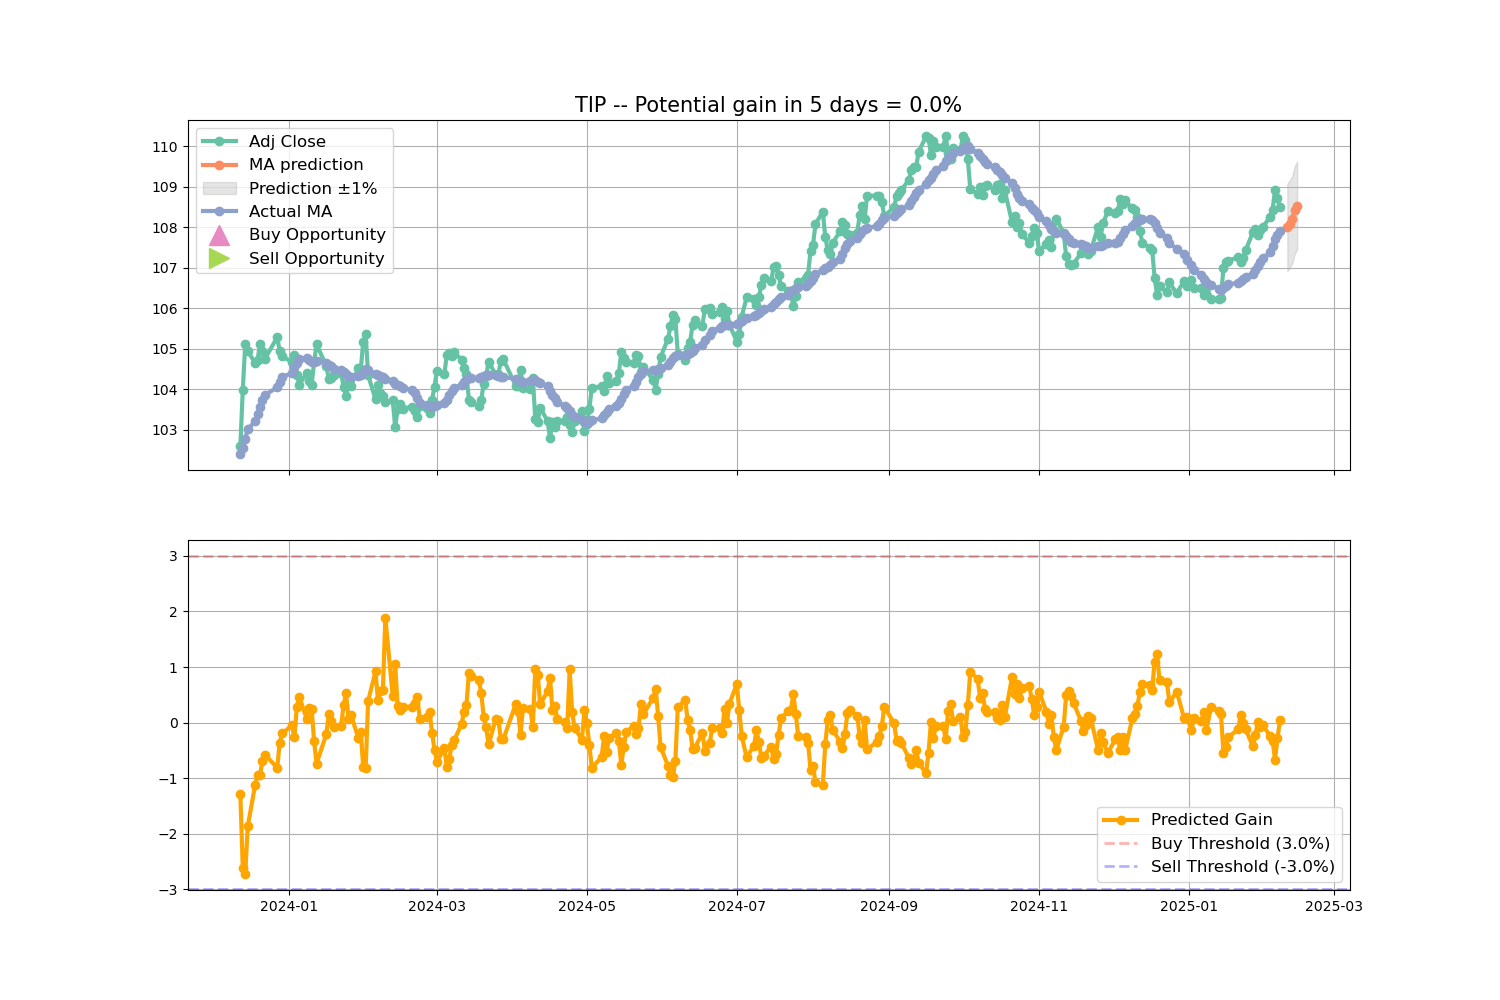 TIP -- Potential gain in 5 days = 0.0%
Adj Close
MA prediction
Prediction ±1%
Actual MA
Buy Opportunity
Sell Opportunity
110
109
108
107
106
105
104
103
3
2
1
0
−1
−2
−3
Predicted Gain
Buy Threshold (3.0%)
Sell Threshold (-3.0%)
2024-01
2024-03
2024-05
2024-07
2024-09
2024-11
2025-01
2025-03